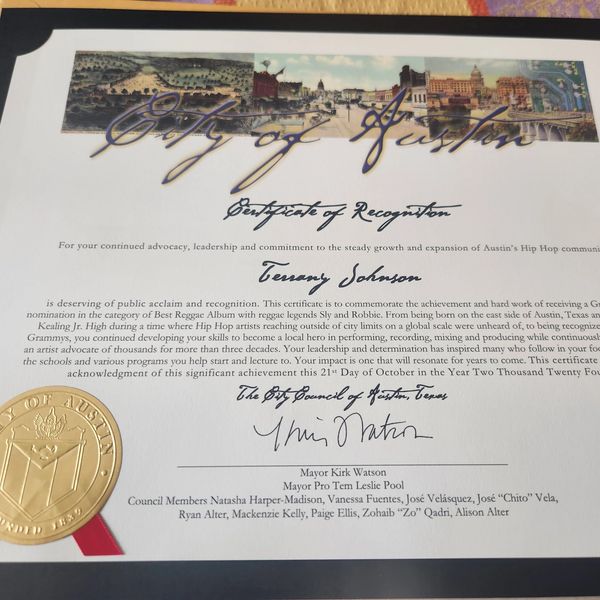 City of Austin
Certificate of Recognition
For your continued advocacy, leadership and commitment to the steady growth and expansion of Austin's Hip Hop communi
Terrany Johnson
is deserving of public acclaim and recognition. This certificate is to commemorate the achievement and hard work of receiving a Gr
nomination in the category of Best Reggae Album with reggae legends Sly and Robbie. From being born on the east side of Austin, Texas an
Kealing Jr. High during a time where Hip Hop artists reaching outside of city limits on a global scale were unheard of, to being recognize
Grammys, you continued developing your skills to become a local hero in performing, recording, mixing and producing while continuously
an artist advocate of thousands for more than three decades. Your leadership and determination has inspired many who follow in your foo
the schools and various programs you help start and lecture to. Your impact is one that will resonate for years to come. This certificate
acknowledgment of this significant achievement this 21st Day of October in the Year Two Thousand Twenty Fou
The City Council of Austin, Texas
Kirk Watson
Mayor Kirk Watson
Mayor Pro Tem Leslie Pool
Council Members Natasha Harper-Madison, Vanessa Fuentes, José Velásquez, José "Chito" Vela,
Ryan Alter, Mackenzie Kelly, Paige Ellis, Zohaib "Zo" Qadri, Alison Alter
Y OF AUSTIN
UNDED 1839